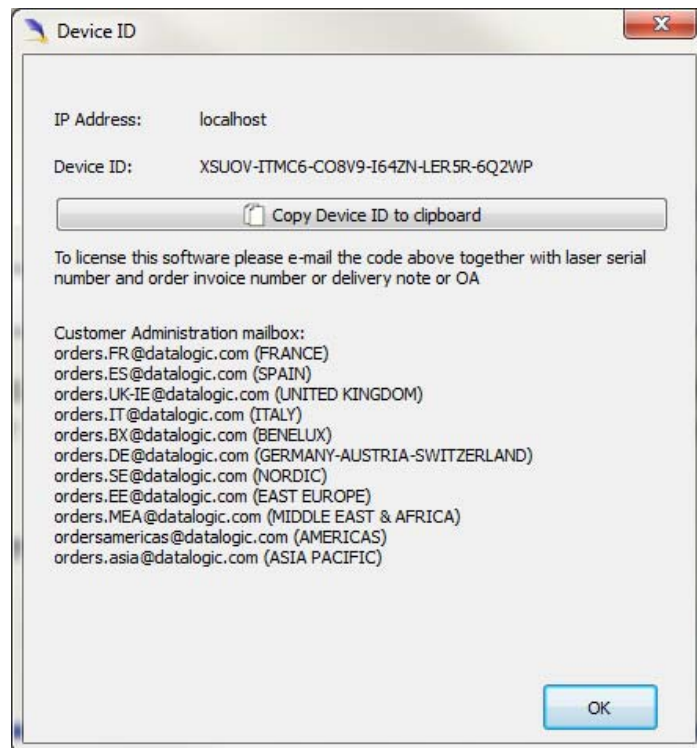 Device ID
IP Address: localhost
Device ID: XSUOV-ITMC6-CO8V9-I64ZN-LER5R-6Q2WP
Copy Device ID to clipboard
To license this software please e-mail the code above together with laser serial
number and order invoice number or delivery note or OA
Customer Administration mailbox:
orders.FR@datalogic.com (FRANCE)
orders.ES@datalogic.com (SPAIN)
orders.UK-IE@datalogic.com (UNITED KINGDOM)
orders.IT@datalogic.com (ITALY)
orders.BX@datalogic.com (BENELUX)
orders.DE@datalogic.com (GERMANY-AUSTRIA-SWITZERLAND)
orders.SE@datalogic.com (NORDIC)
orders.EE@datalogic.com (EAST EUROPE)
orders.MEA@datalogic.com (MIDDLE EAST & AFRICA)
ordersamericas@datalogic.com (AMERICAS)
orders.asia@datalogic.com (ASIA PACIFIC)
OK